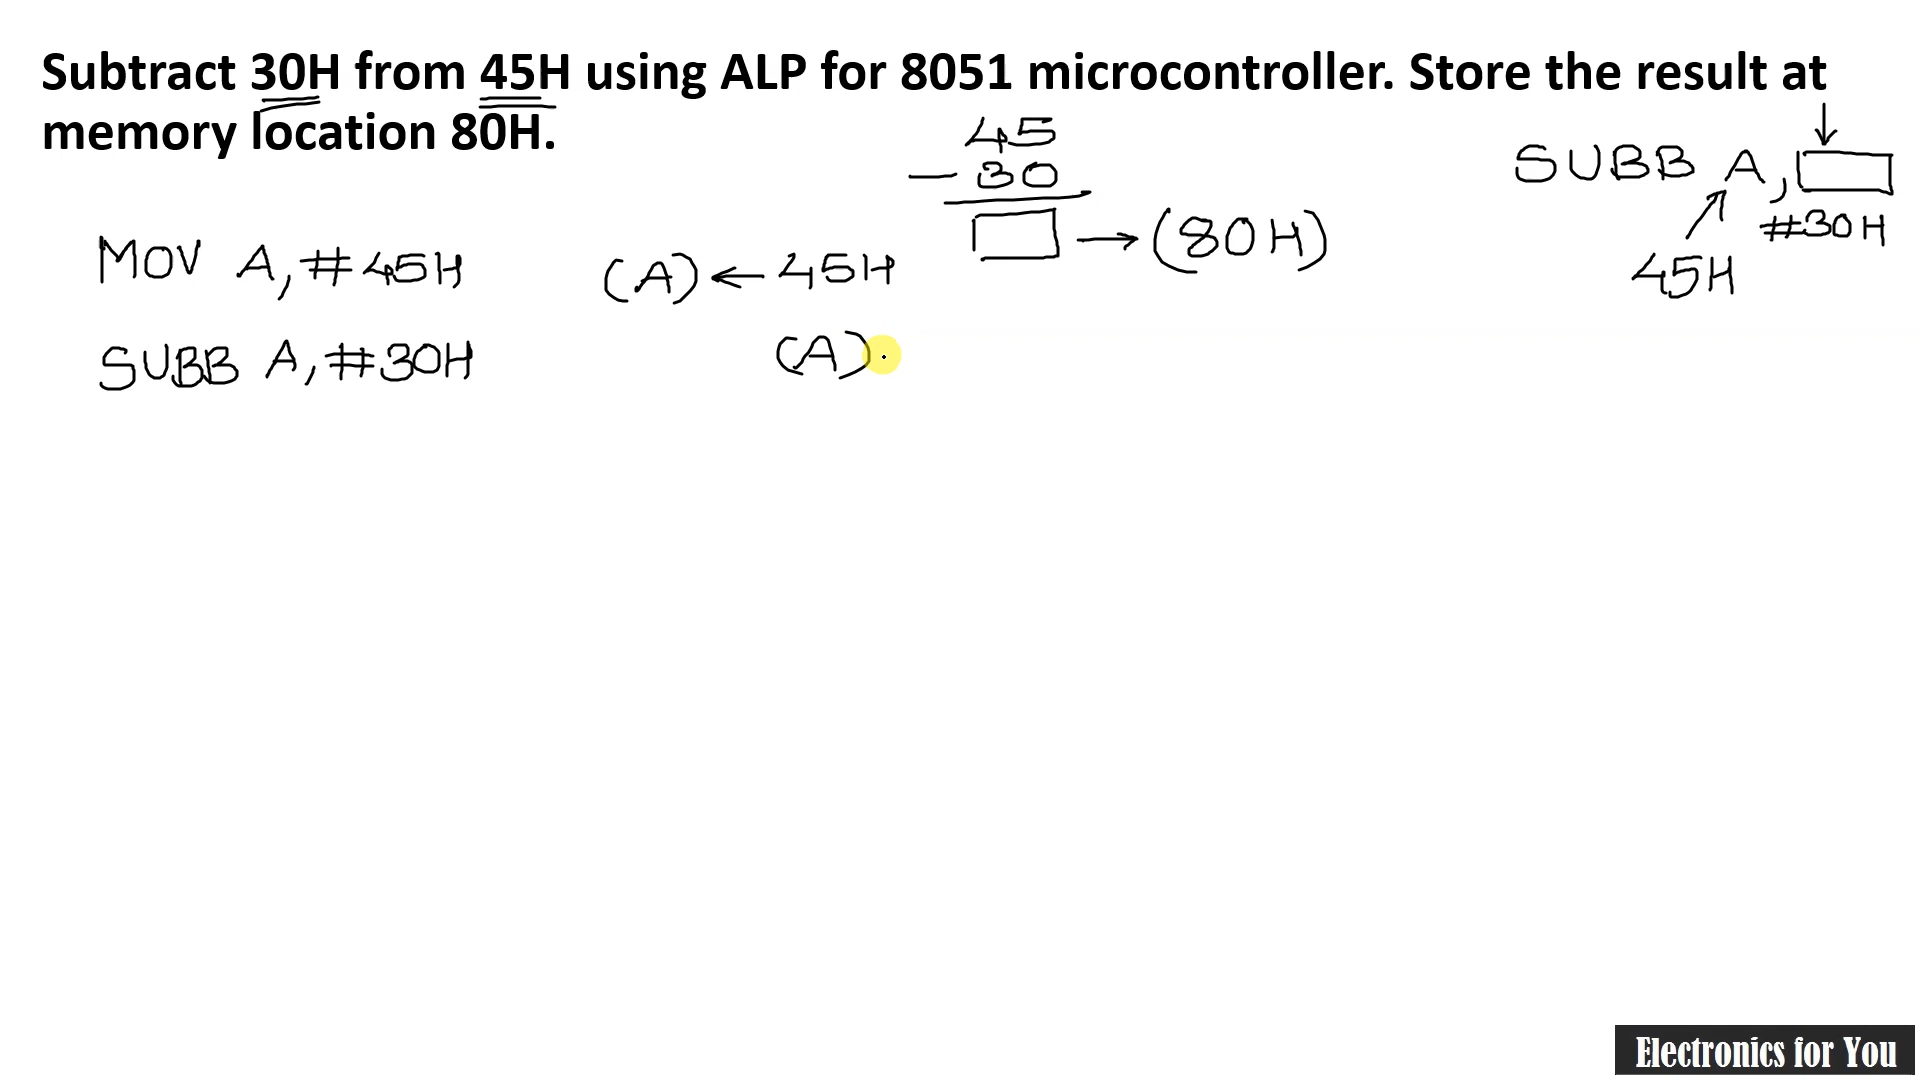 Subtract 30H from 45H using ALP for 8051 microcontroller. Store the result at
memory location 80H.
45
- 30
→ (80H)
SUBB A,
#30H
45H
MOV A, #45H
(A) ← 45H
SUBB A, #30H
(A)
Electronics for You